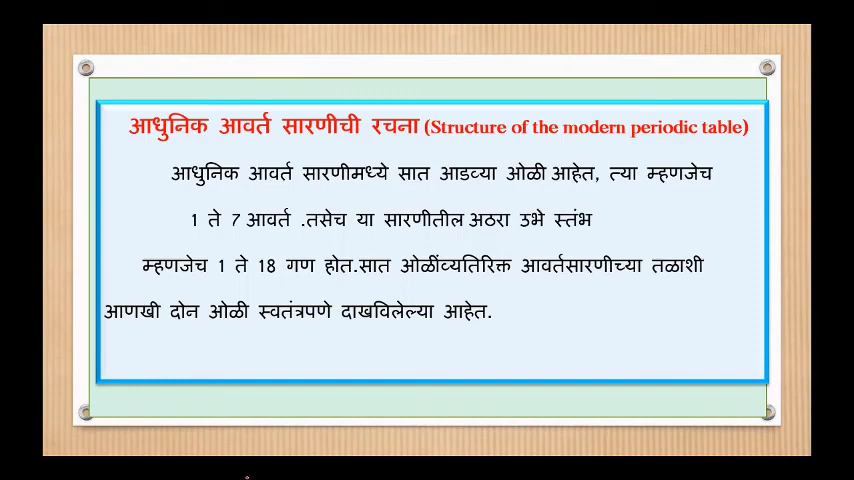 आधुनिक आवर्त सारणीची रचना (Structure of the modern periodic table)
आधुनिक आवर्त सारणीमध्ये सात आडव्या ओळी आहेत, त्या म्हणजेच
1 ते 7 आवर्त .तसेच या सारणीतील अठरा उभे स्तंभ
म्हणजेच 1 ते 18 गण होत.सात ओळींव्यतिरिक्त आवर्तसारणीच्या तळाशी
आणखी दोन ओळी स्वतंत्रपणे दाखविलेल्या आहेत.